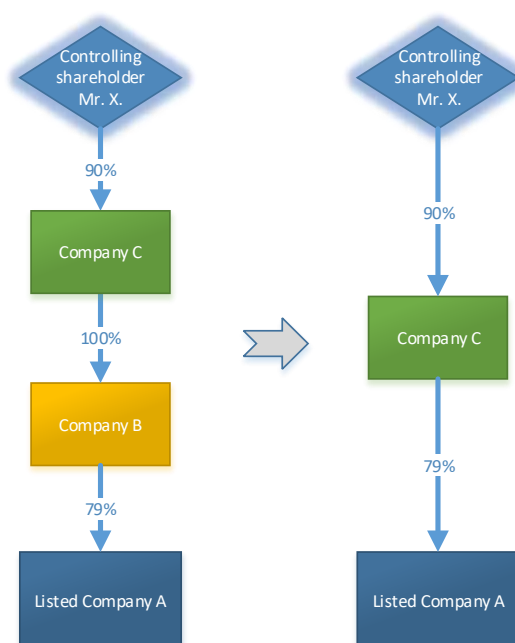 Controlling
shareholder
Mr. X.
90%
Company C
100%
Company B
79%
Listed Company A
Controlling
shareholder
Mr. X.
90%
Company C
79%
Listed Company A